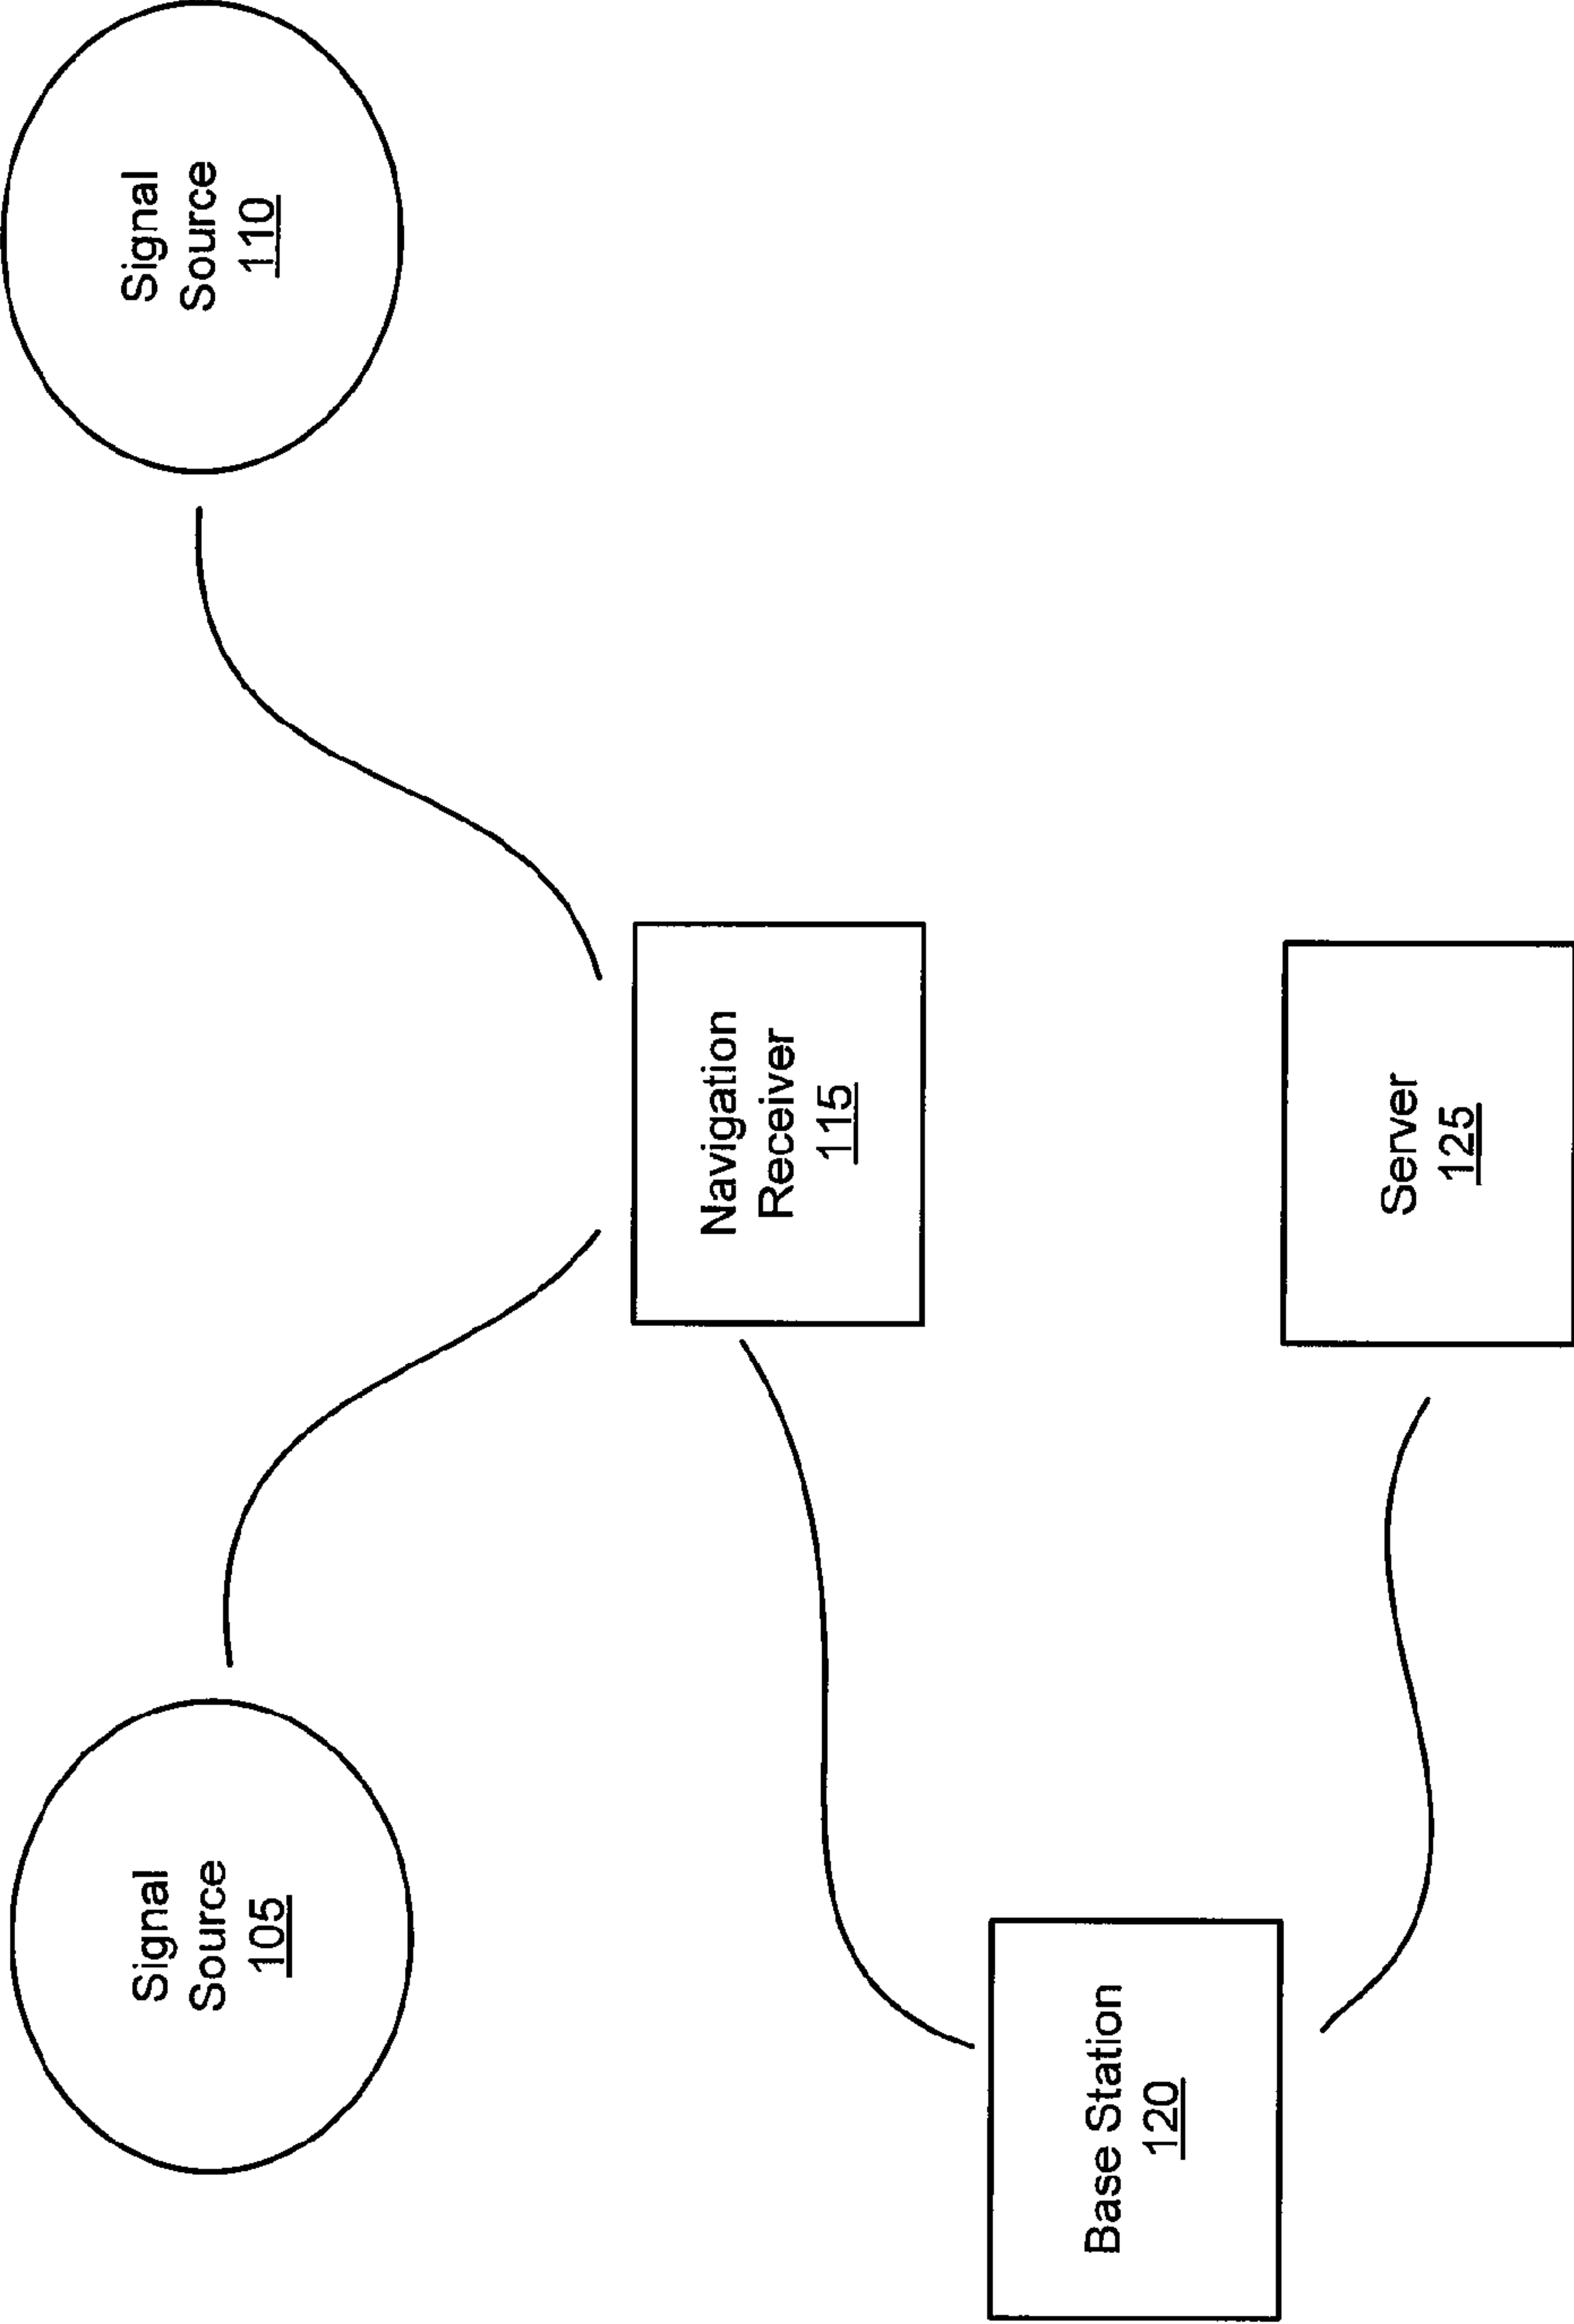 Signal
Source
105
Signal
Source
110
Navigation
Receiver
115
Base Station
120
Server
125